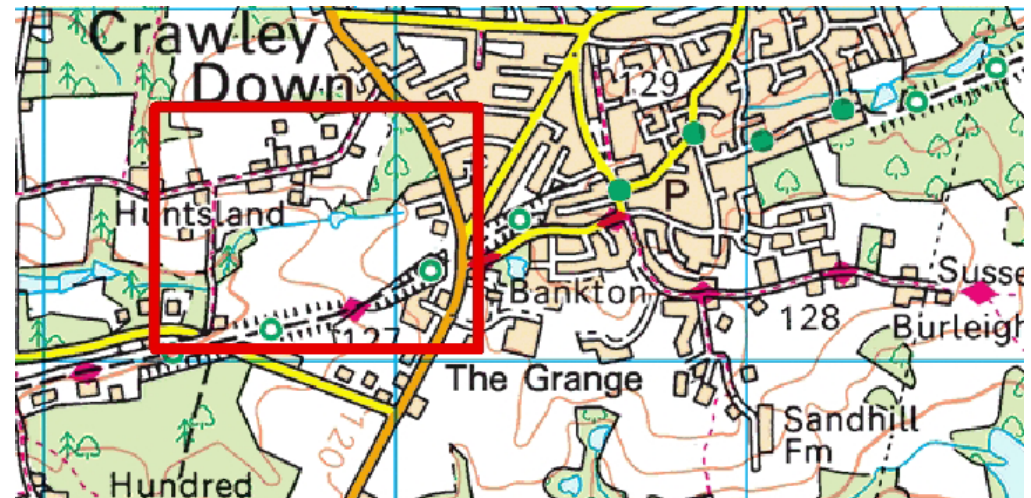 Crawley
Down
129
P
Huntsland
Bankton
Susse
127
128
Burleigh
The Grange
Sandhill
Fm
120
Hundred